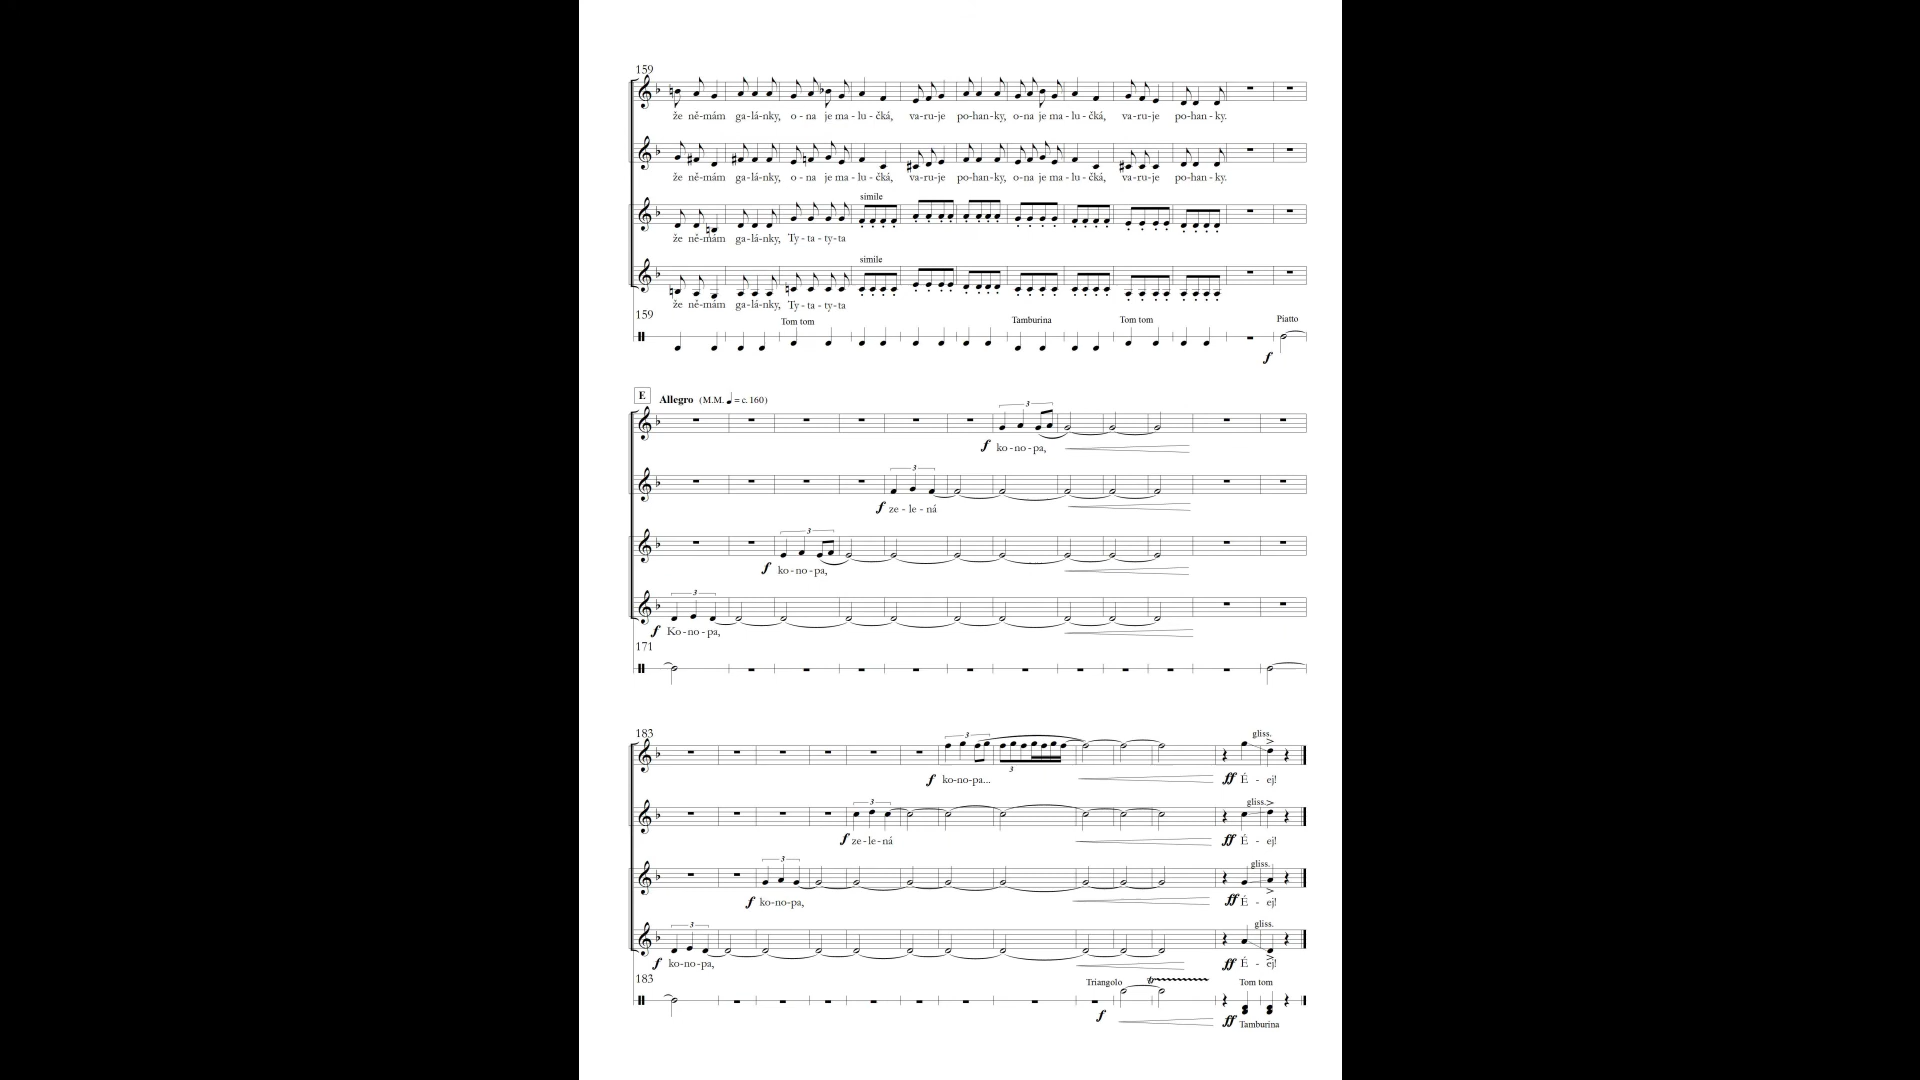 159
že ně-mám ga-lá-nky, o - na je ma - lu - čká, va-ru-je po-han-ky, o-na je ma - lu - čká, va-ru-je po-han - ky.
že ně-mám ga-lá-nky, o - na je ma - lu - čká, va-ru-je po-han-ky, o-na je ma - lu - čká, va-ru-je po-han - ky.
simile
že ně-mám ga-lá-nky, Ty - ta - ty-ta
simile
že ně-mám ga-lá-nky, Ty - ta - ty-ta
159
Tom tom Tamburina Tom tom Piatto
f
E Allegro (M.M. ♩ = c. 160)
3
f ko - no - pa,
3
f ze - le - ná
3
f ko - no - pa,
3
f Ko - no - pa,
171
183
3 gliss.
3
f ko-no-pa... ff É - ej!
3 gliss.
f ze - le - ná ff É - ej!
3 gliss.
f ko-no-pa, ff É - ej!
3 gliss.
f ko-no-pa, ff É - ej!
183
Triangolo tr Tom tom
f ff Tamburina